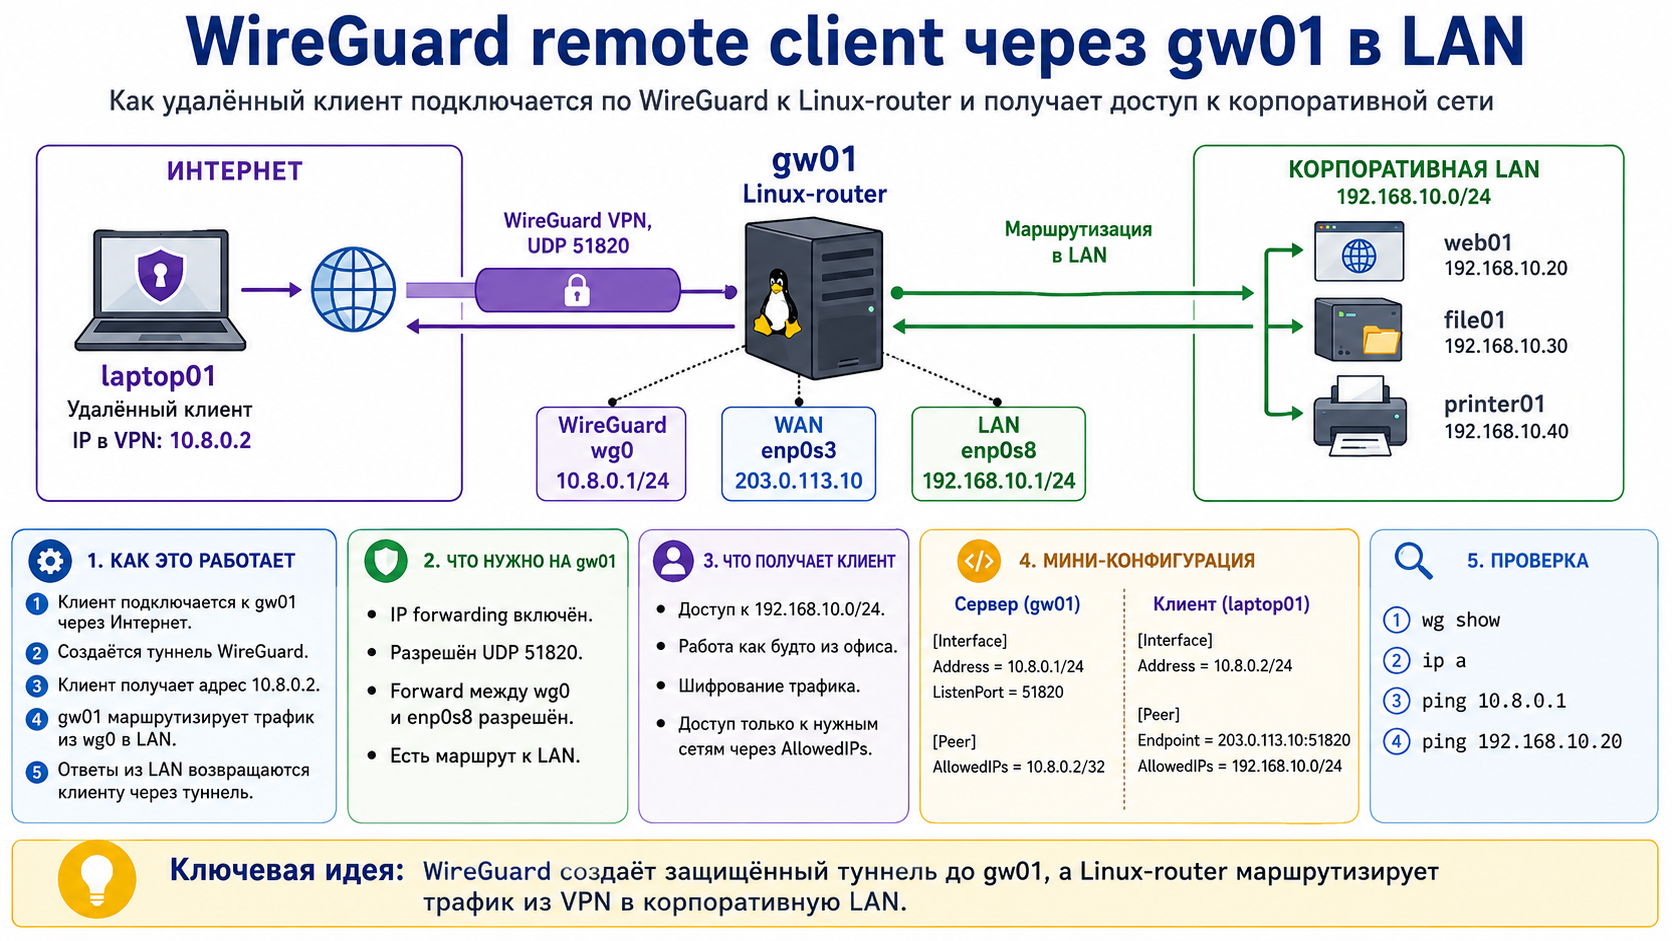 WireGuard remote client через gw01 в LAN
Как удалённый клиент подключается по WireGuard к Linux-router и получает доступ к корпоративной сети
ИНТЕРНЕТ
laptop01
Удалённый клиент
IP в VPN: 10.8.0.2
WireGuard VPN,
UDP 51820
gw01
Linux-router
WireGuard
wg0
10.8.0.1/24
WAN
enp0s3
203.0.113.10
LAN
enp0s8
192.168.10.1/24
Маршрутизация
в LAN
КОРПОРАТИВНАЯ LAN
192.168.10.0/24
web01
192.168.10.20
file01
192.168.10.30
printer01
192.168.10.40
1. КАК ЭТО РАБОТАЕТ
1 Клиент подключается к gw01
через Интернет.
2 Создаётся туннель WireGuard.
3 Клиент получает адрес 10.8.0.2.
4 gw01 маршрутизирует трафик
из wg0 в LAN.
5 Ответы из LAN возвращаются
клиенту через туннель.
2. ЧТО НУЖНО НА gw01
• IP forwarding включён.
• Разрешён UDP 51820.
• Forward между wg0
и enp0s8 разрешён.
• Есть маршрут к LAN.
3. ЧТО ПОЛУЧАЕТ КЛИЕНТ
• Доступ к 192.168.10.0/24.
• Работа как будто из офиса.
• Шифрование трафика.
• Доступ только к нужным
сетям через AllowedIPs.
</> 4. МИНИ-КОНФИГУРАЦИЯ
Сервер (gw01)
[Interface]
Address = 10.8.0.1/24
ListenPort = 51820
[Peer]
AllowedIPs = 10.8.0.2/32
Клиент (laptop01)
[Interface]
Address = 10.8.0.2/24
[Peer]
Endpoint = 203.0.113.10:51820
AllowedIPs = 192.168.10.0/24
5. ПРОВЕРКА
1 wg show
2 ip a
3 ping 10.8.0.1
4 ping 192.168.10.20
Ключевая идея: WireGuard создаёт защищённый туннель до gw01, а Linux-router маршрутизирует
трафик из VPN в корпоративную LAN.